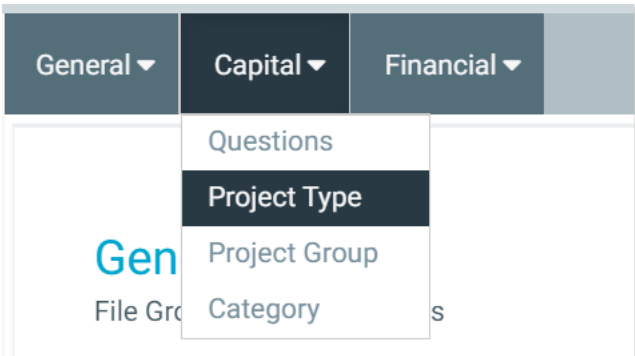 General Capital Financial
Questions
Project Type
Project Group
Category
Gen
File Gro s